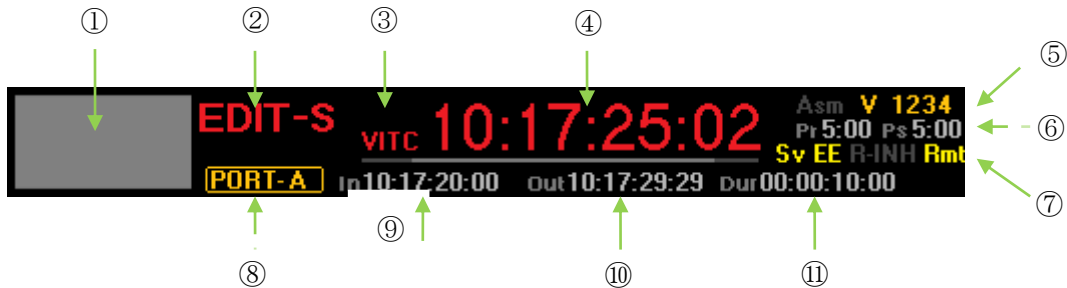 ① ② ③ ④
⑤
EDIT-S VITC 10:17:25:02 Asm V 1234
Pr 5:00 Ps 5:00 ⑥
Sv EE R-INH Rmt
PORT-A In 10:17:20:00 Out 10:17:29:29 Dur 00:00:10:00
⑦
⑨
⑧ ⑩ ⑪